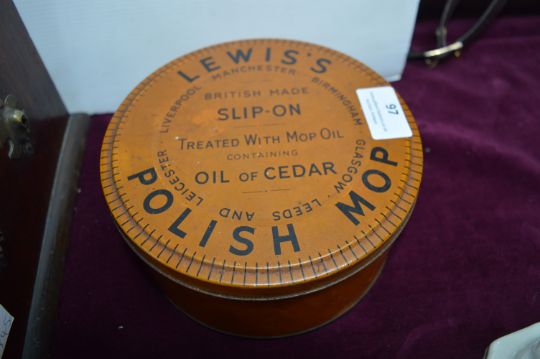 LEWIS'S
LIVERPOOL · MANCHESTER · BIRMINGHAM
BRITISH MADE
SLIP-ON
TREATED WITH MOP OIL
CONTAINING
OIL OF CEDAR
GLASGOW · LEEDS AND LEICESTER ·
POLISH MOP
97